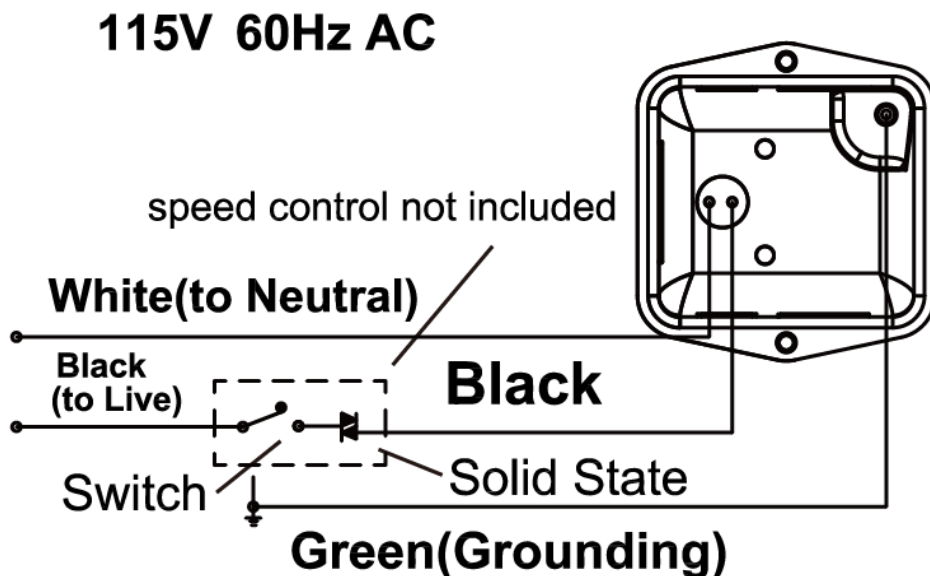 115V 60Hz AC
speed control not included
White(to Neutral)
Black
(to Live)
Black
Switch
Solid State
Green(Grounding)